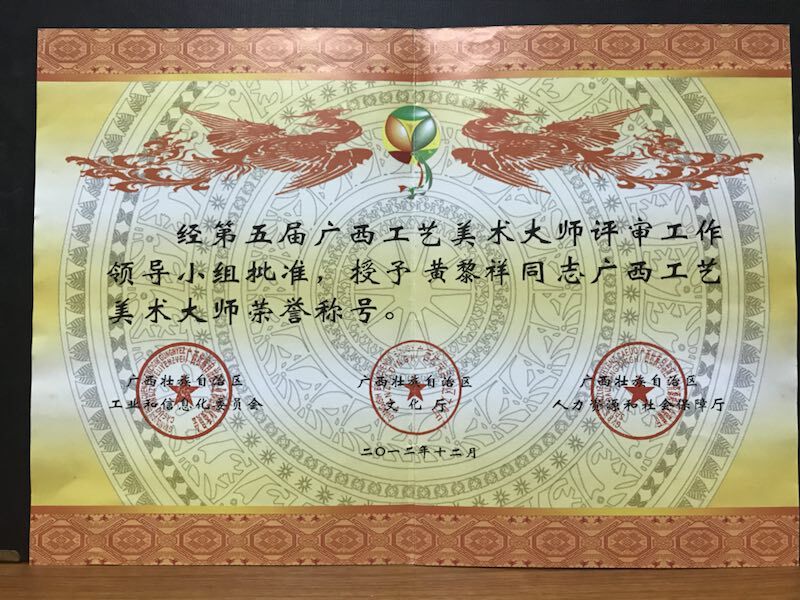 经第五届广西工艺美术大师评审工作
领导小组批准，授予黄黎祥同志广西工艺
美术大师荣誉称号。
广西壮族自治区
工业和信息化委员会
广西壮族自治区
文化厅
广西壮族自治区
人力资源和社会保障厅
二〇一二年十二月